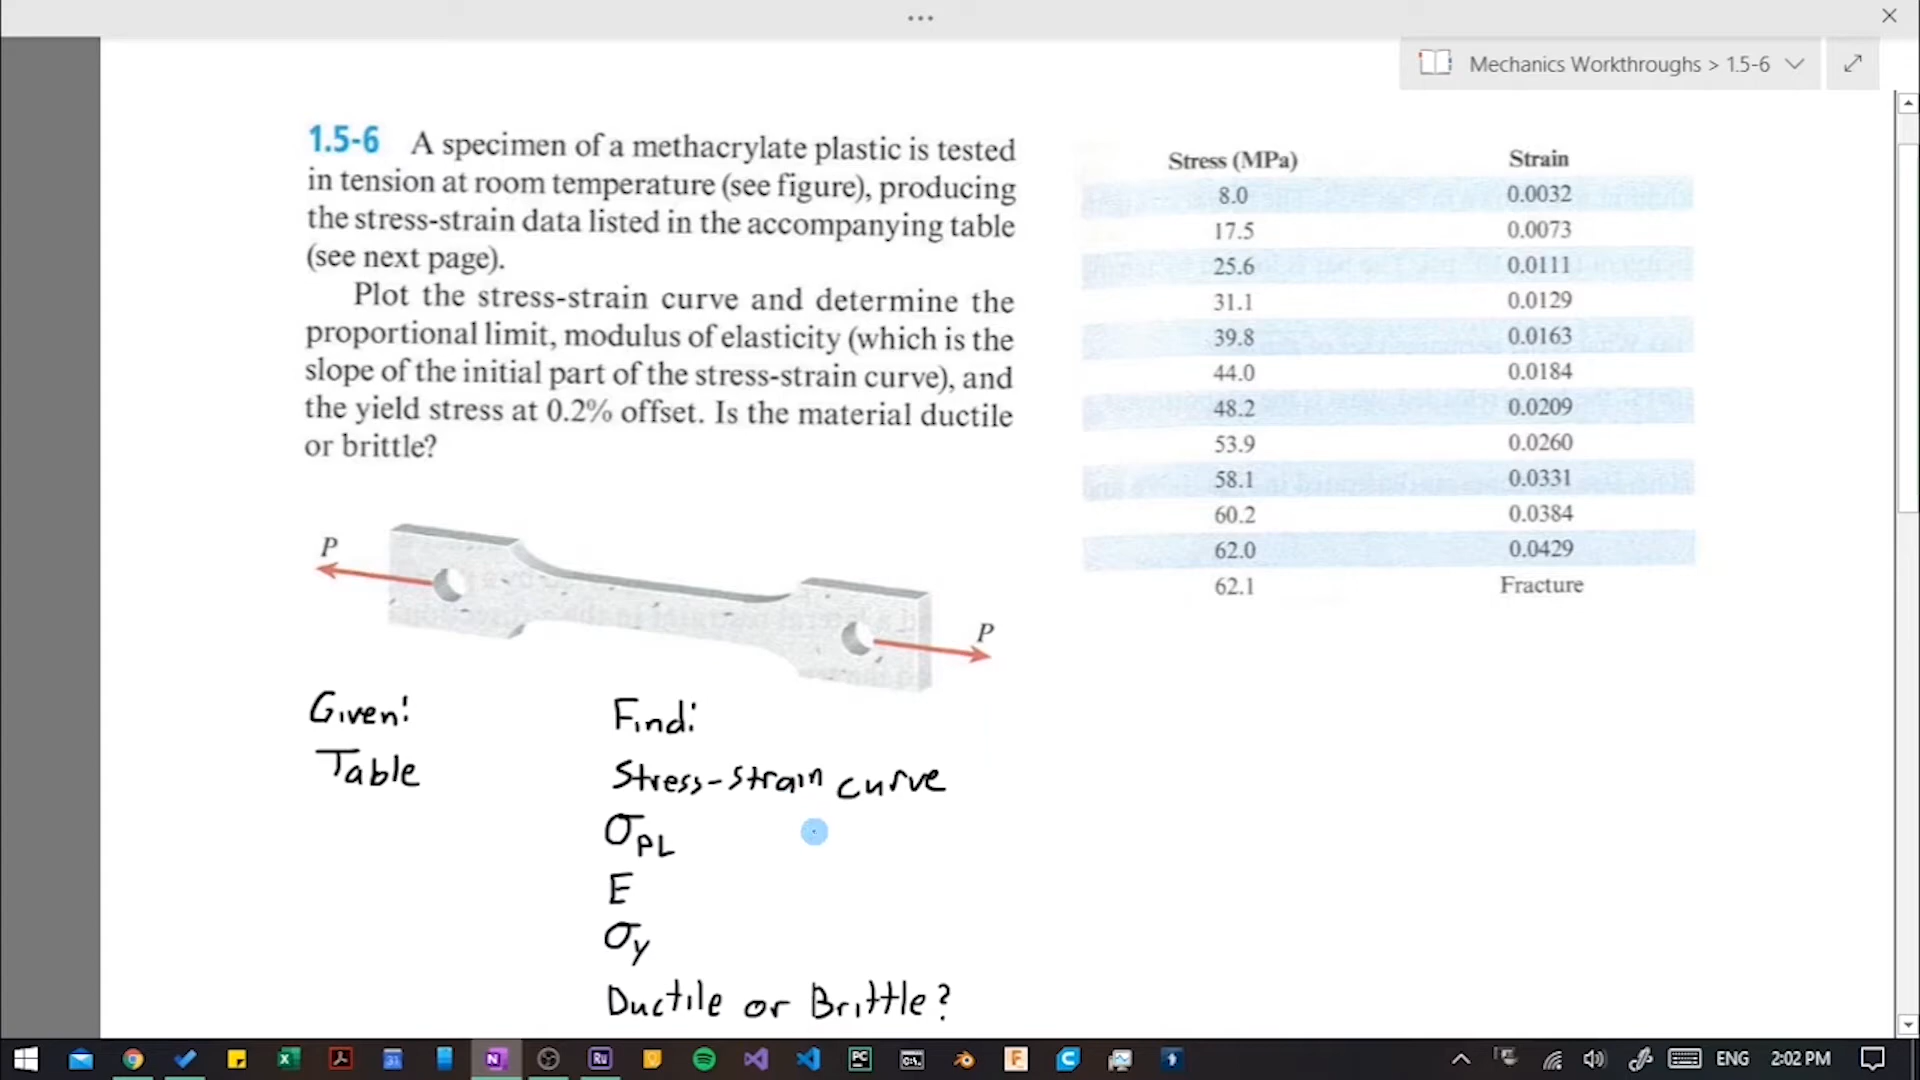 ...
Mechanics Workthroughs > 1.5-6
1.5-6 A specimen of a methacrylate plastic is tested
in tension at room temperature (see figure), producing
the stress-strain data listed in the accompanying table
(see next page).
Plot the stress-strain curve and determine the
proportional limit, modulus of elasticity (which is the
slope of the initial part of the stress-strain curve), and
the yield stress at 0.2% offset. Is the material ductile
or brittle?
P
P
Stress (MPa) Strain
8.0 0.0032
17.5 0.0073
25.6 0.0111
31.1 0.0129
39.8 0.0163
44.0 0.0184
48.2 0.0209
53.9 0.0260
58.1 0.0331
60.2 0.0384
62.0 0.0429
62.1 Fracture
Given:
Table
Find:
Stress-strain curve
σPL
E
σy
Ductile or Brittle?
31
N
Ru
PC
F
C
ENG 2:02 PM